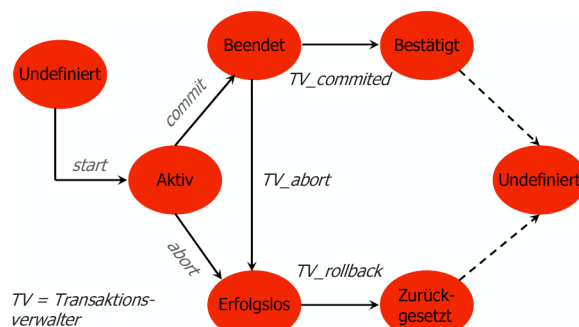 Beendet
Bestätigt
Undefiniert
commit
TV_commited
start
Aktiv
TV_abort
Undefiniert
abort
TV_rollback
TV = Transaktions-
verwalter
Erfolgslos
Zurück-
gesetzt